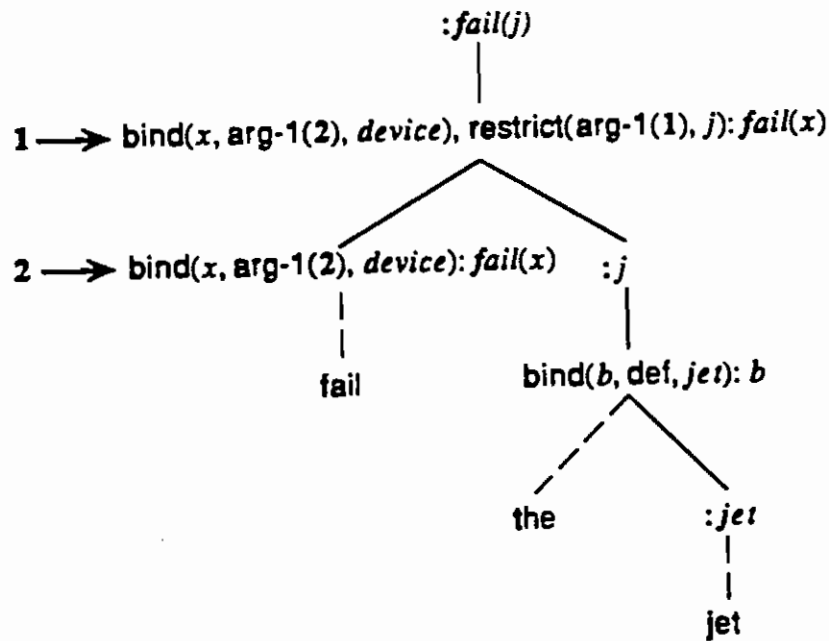 :fail(j)
1 → bind(x, arg-1(2), device), restrict(arg-1(1), j): fail(x)
2 → bind(x, arg-1(2), device): fail(x) :j
fail bind(b, def, jet): b
the :jet
jet